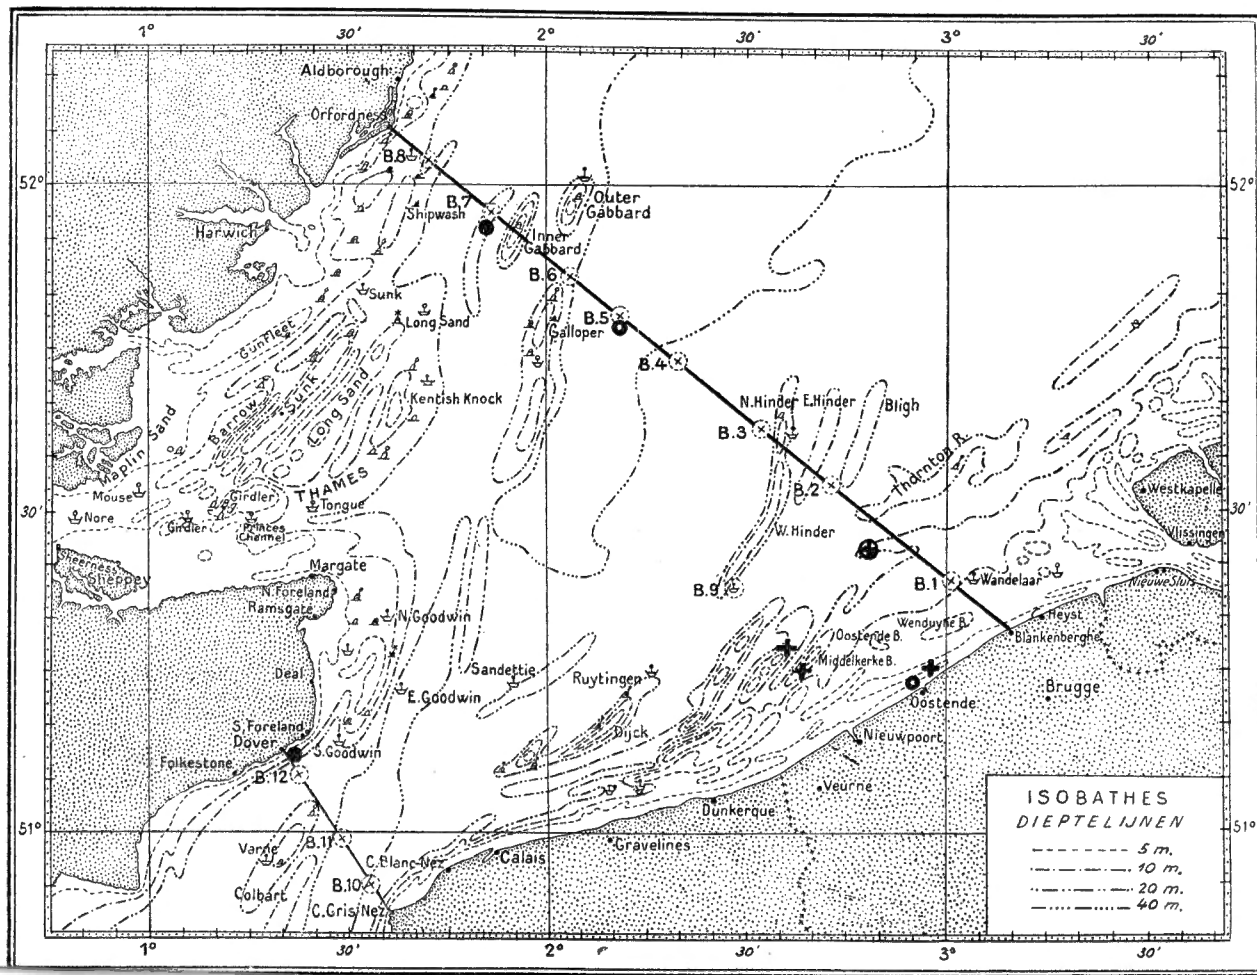 1° 30' 2° 30' 3° 30'
Aldborough
Orfordness
B.8
52° 52°
B.7
Shipwash
Outer
Gabbard
Harwich
Inner
Gabbard
B.6
Sunk
B.5
Long Sand
Galloper
Gunfleet
B.4
Kentish Knock
N.Hinder E.Hinder
Bligh
Barrow
Sunk
Long Sand
Maplin Sand
B.3
Thornton R.
THAMES
B.2
Westkapelle
Mouse
Girdler
Tongue
30' 30'
Nore
Girdler
Princes
Channel
W.Hinder
Vlissingen
Sheerness
Sheppey
Margate
B.1
Wandelaar
Nieuwe Sluis
N.Foreland
B.9
Ramsgate
N.Goodwin
Wenduyne B.
Heyst
Oostende B.
Blankenberghe
Middelkerke B.
Deal
Sandettie
Ruytingen
E.Goodwin
Brugge
Oostende
S.Foreland
Dijck
Dover
S.Goodwin
Nieuwpoort
Folkestone
B.12
Veurne
Dunkerque
ISOBATHES
DIEPTELIJNEN
5 m.
10 m.
20 m.
40 m.
51°
B.11
Gravelines
Varne
C.Blanc-Nez
Calais
B.10
Colbart
C.Gris Nez
1° 30' 2° 30' 3° 30'